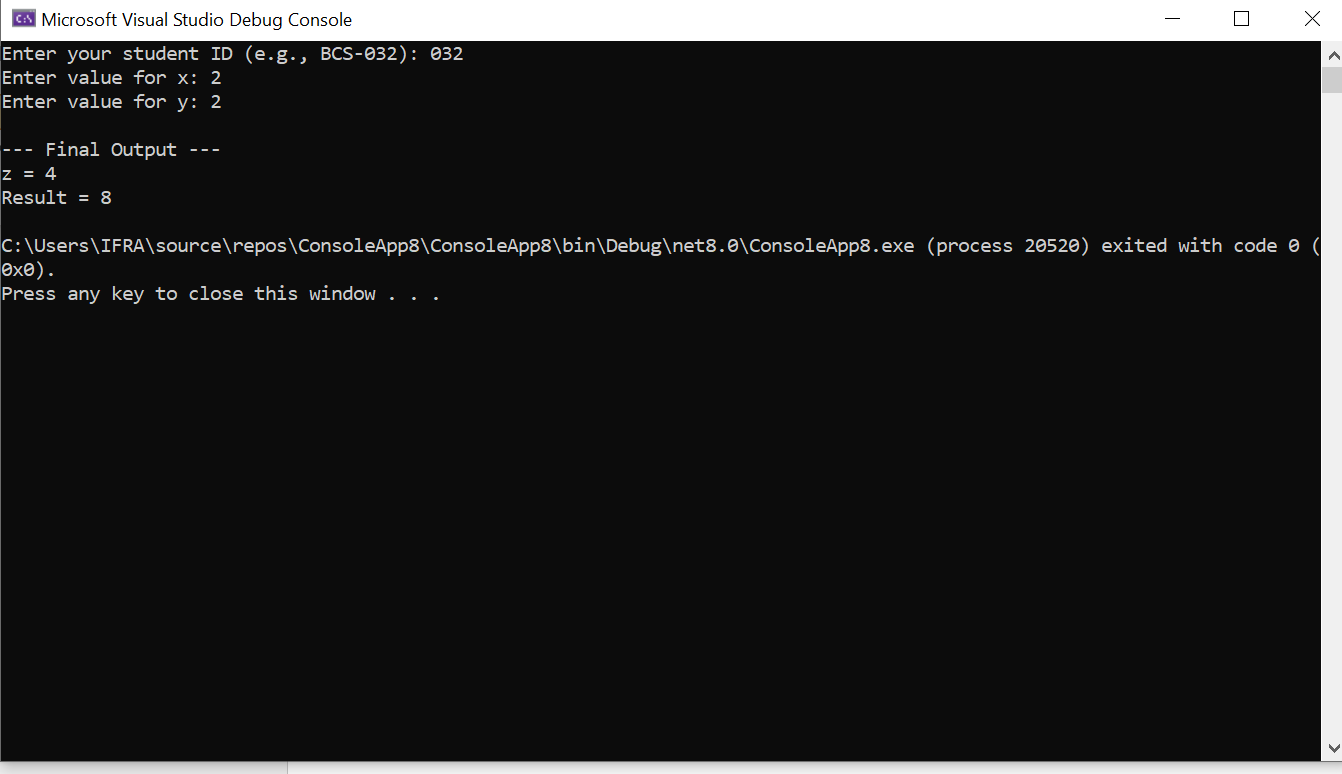 Microsoft Visual Studio Debug Console
Enter your student ID (e.g., BCS-032): 032
Enter value for x: 2
Enter value for y: 2
--- Final Output ---
z = 4
Result = 8
C:\Users\IFRA\source\repos\ConsoleApp8\ConsoleApp8\bin\Debug\net8.0\ConsoleApp8.exe (process 20520) exited with code 0 (
0x0).
Press any key to close this window . . .